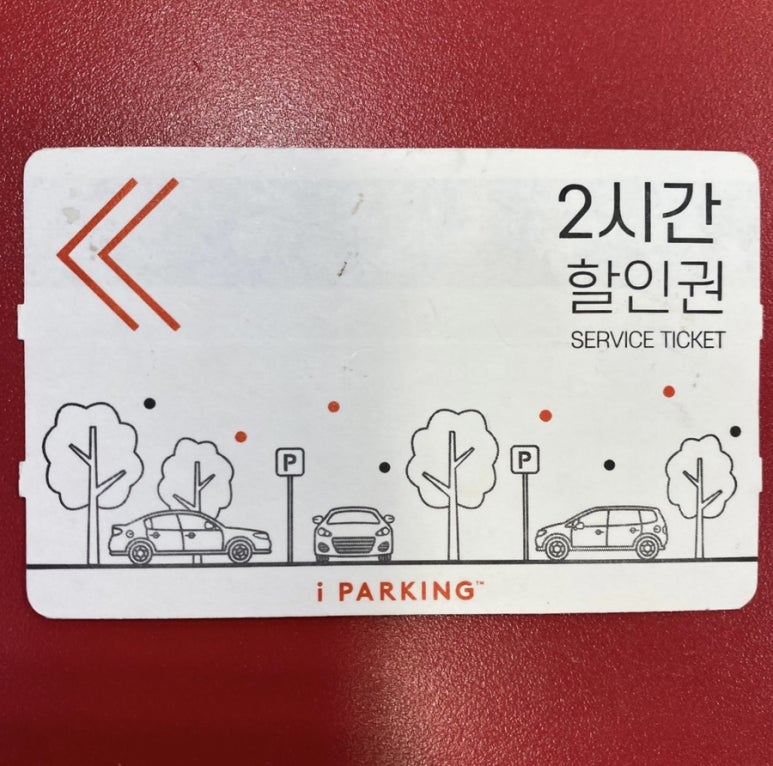 2시간
할인권
SERVICE TICKET
P
P
i PARKING™